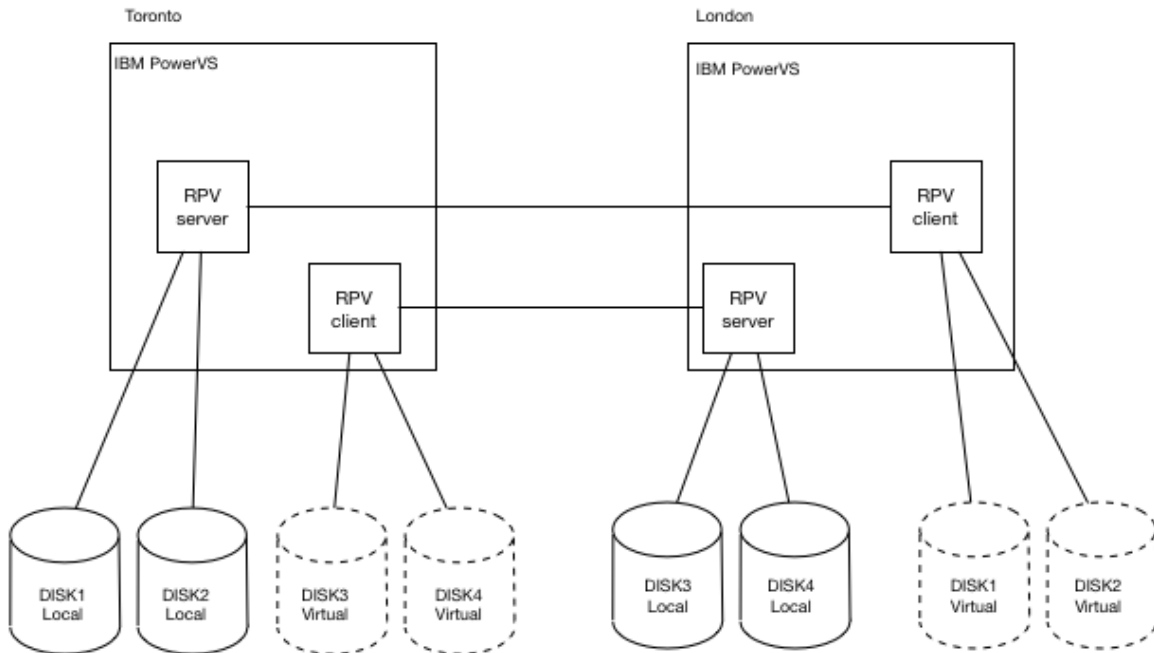 Toronto
London
IBM PowerVS
IBM PowerVS
RPV
server
RPV
client
RPV
client
RPV
server
DISK1
Local
DISK2
Local
DISK3
Virtual
DISK4
Virtual
DISK3
Local
DISK4
Local
DISK1
Virtual
DISK2
Virtual